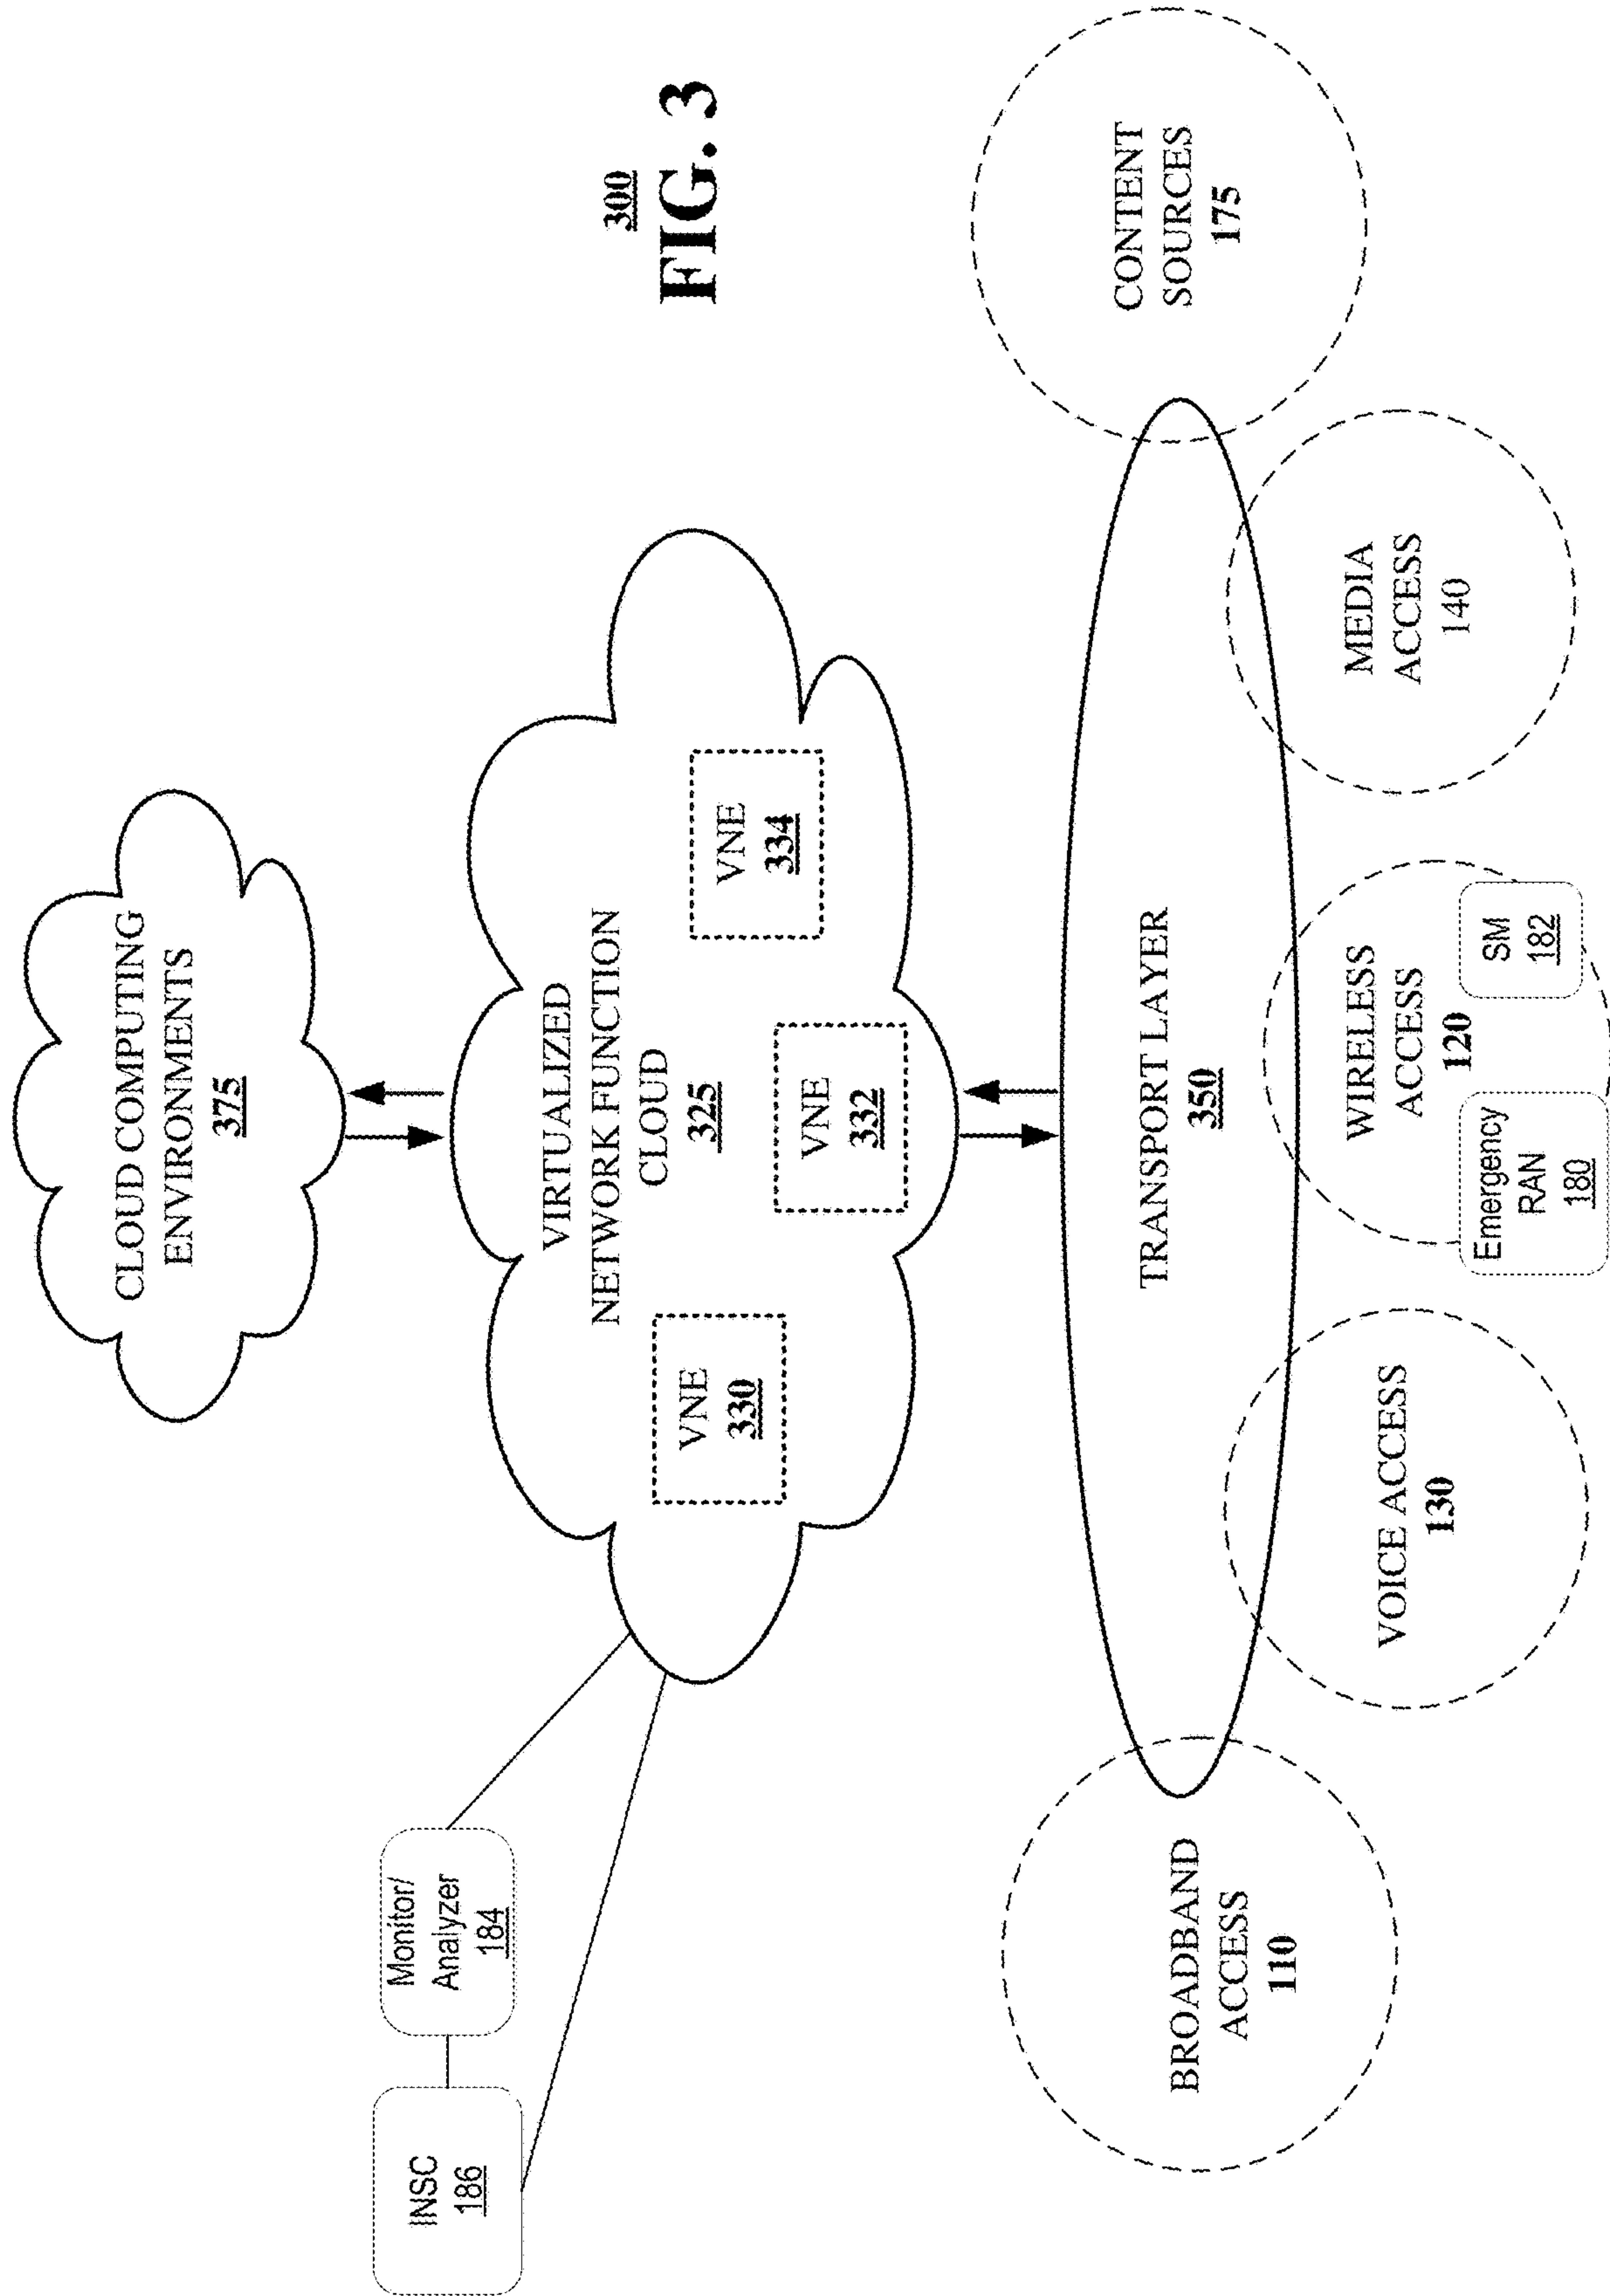 CLOUD COMPUTING
ENVIRONMENTS
375
INSC
186
Monitor/
Analyzer
184
VIRTUALIZED
NETWORK FUNCTION
CLOUD
325
VNE
330
VNE
332
VNE
334
TRANSPORT LAYER
350
BROADBAND
ACCESS
110
VOICE ACCESS
130
WIRELESS
ACCESS
120
Emergency
RAN
180
SM
182
MEDIA
ACCESS
140
CONTENT
SOURCES
175
300
FIG. 3